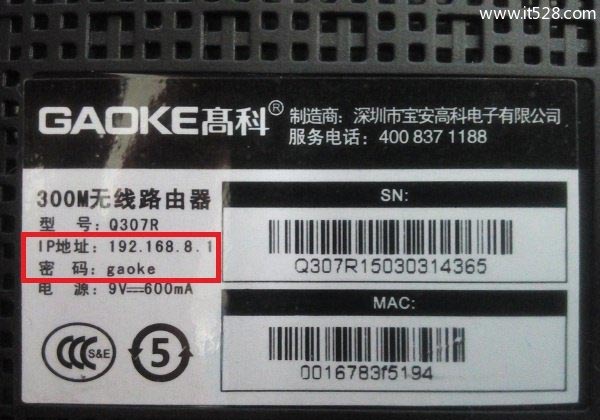 www.it528.com
GAOKE高科® 制造商：深圳市宝安高科电子有限公司
服务电话：400 837 1188
300M无线路由器
型 号：Q307R
IP地址：192.168.8.1
密 码：gaoke
电 源：9V⎓600mA
CCC S&E
5
SN:
Q307R15030314365
MAC:
0016783f5194